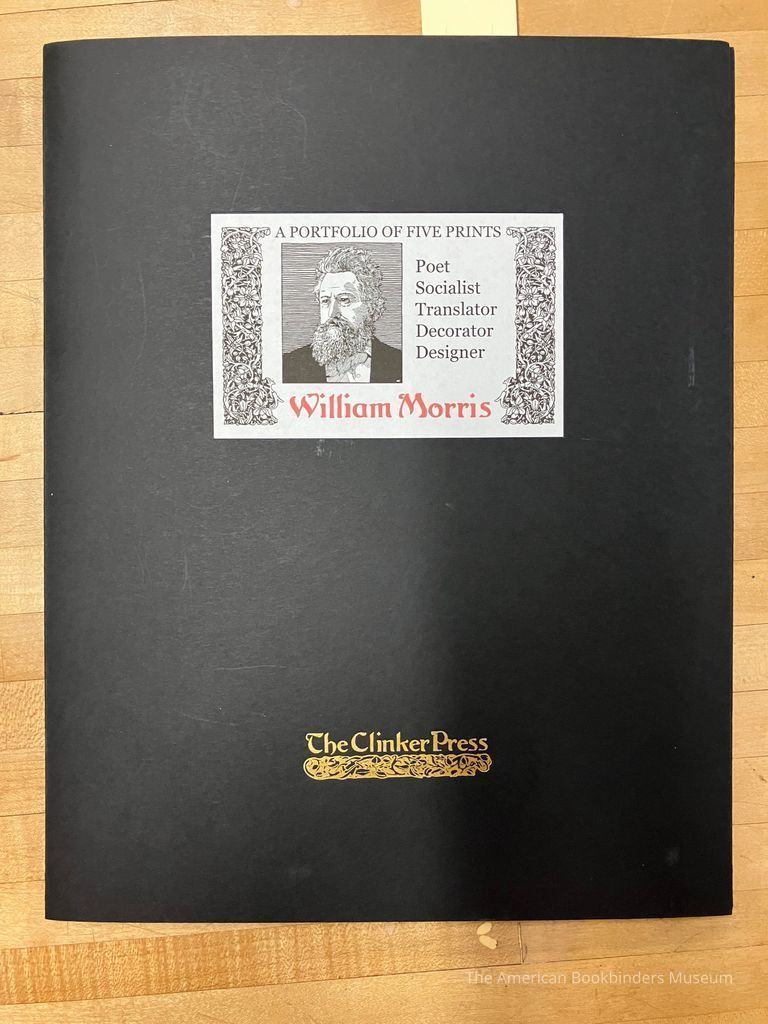 A PORTFOLIO OF FIVE PRINTS
Poet
Socialist
Translator
Decorator
Designer
William Morris
The Clinker Press
The American Bookbinders Museum